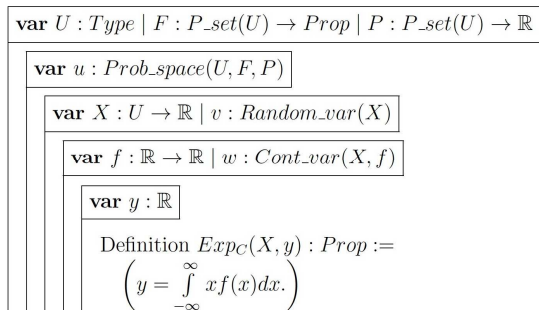 var U : Type | F : P_set(U) → Prop | P : P_set(U) → ℝ
var u : Prob_space(U, F, P)
var X : U → ℝ | v : Random_var(X)
var f : ℝ → ℝ | w : Cont_var(X, f)
var y : ℝ
Definition Exp_C(X, y) : Prop :=
(y = ∫_{-∞}^{∞} xf(x)dx.)